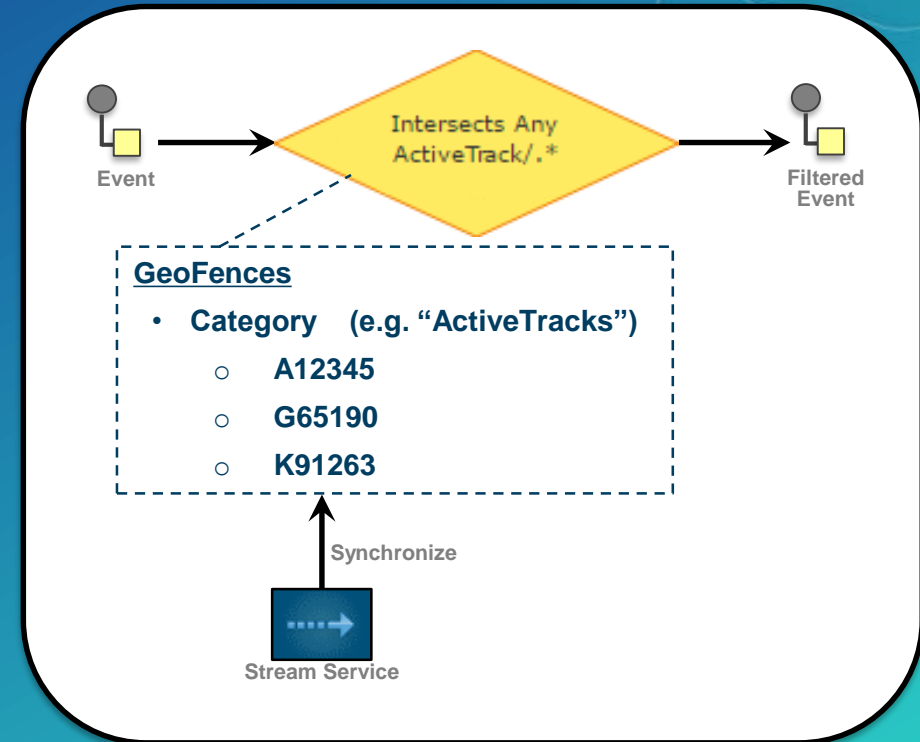 Intersects Any
ActiveTrack/.*
Event
Filtered
Event
GeoFences
• Category (e.g. “ActiveTracks”)
o A12345
o G65190
o K91263
Synchronize
Stream Service